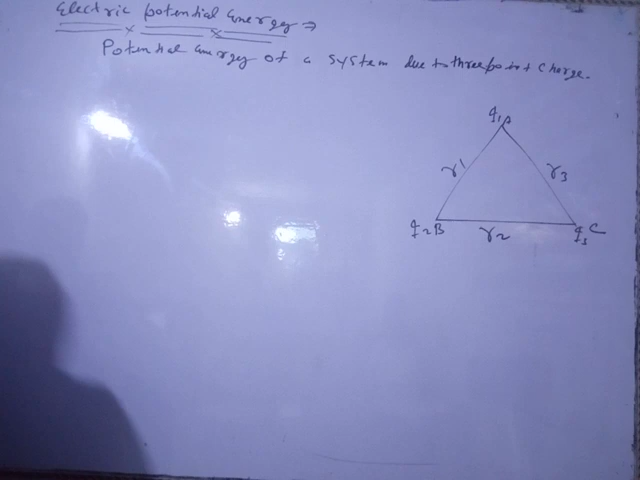 Electric potential Energy ⇒
Potential energy of a system due to three point charge.
q1 A
r1
r3
q2 B
r2
q3 C